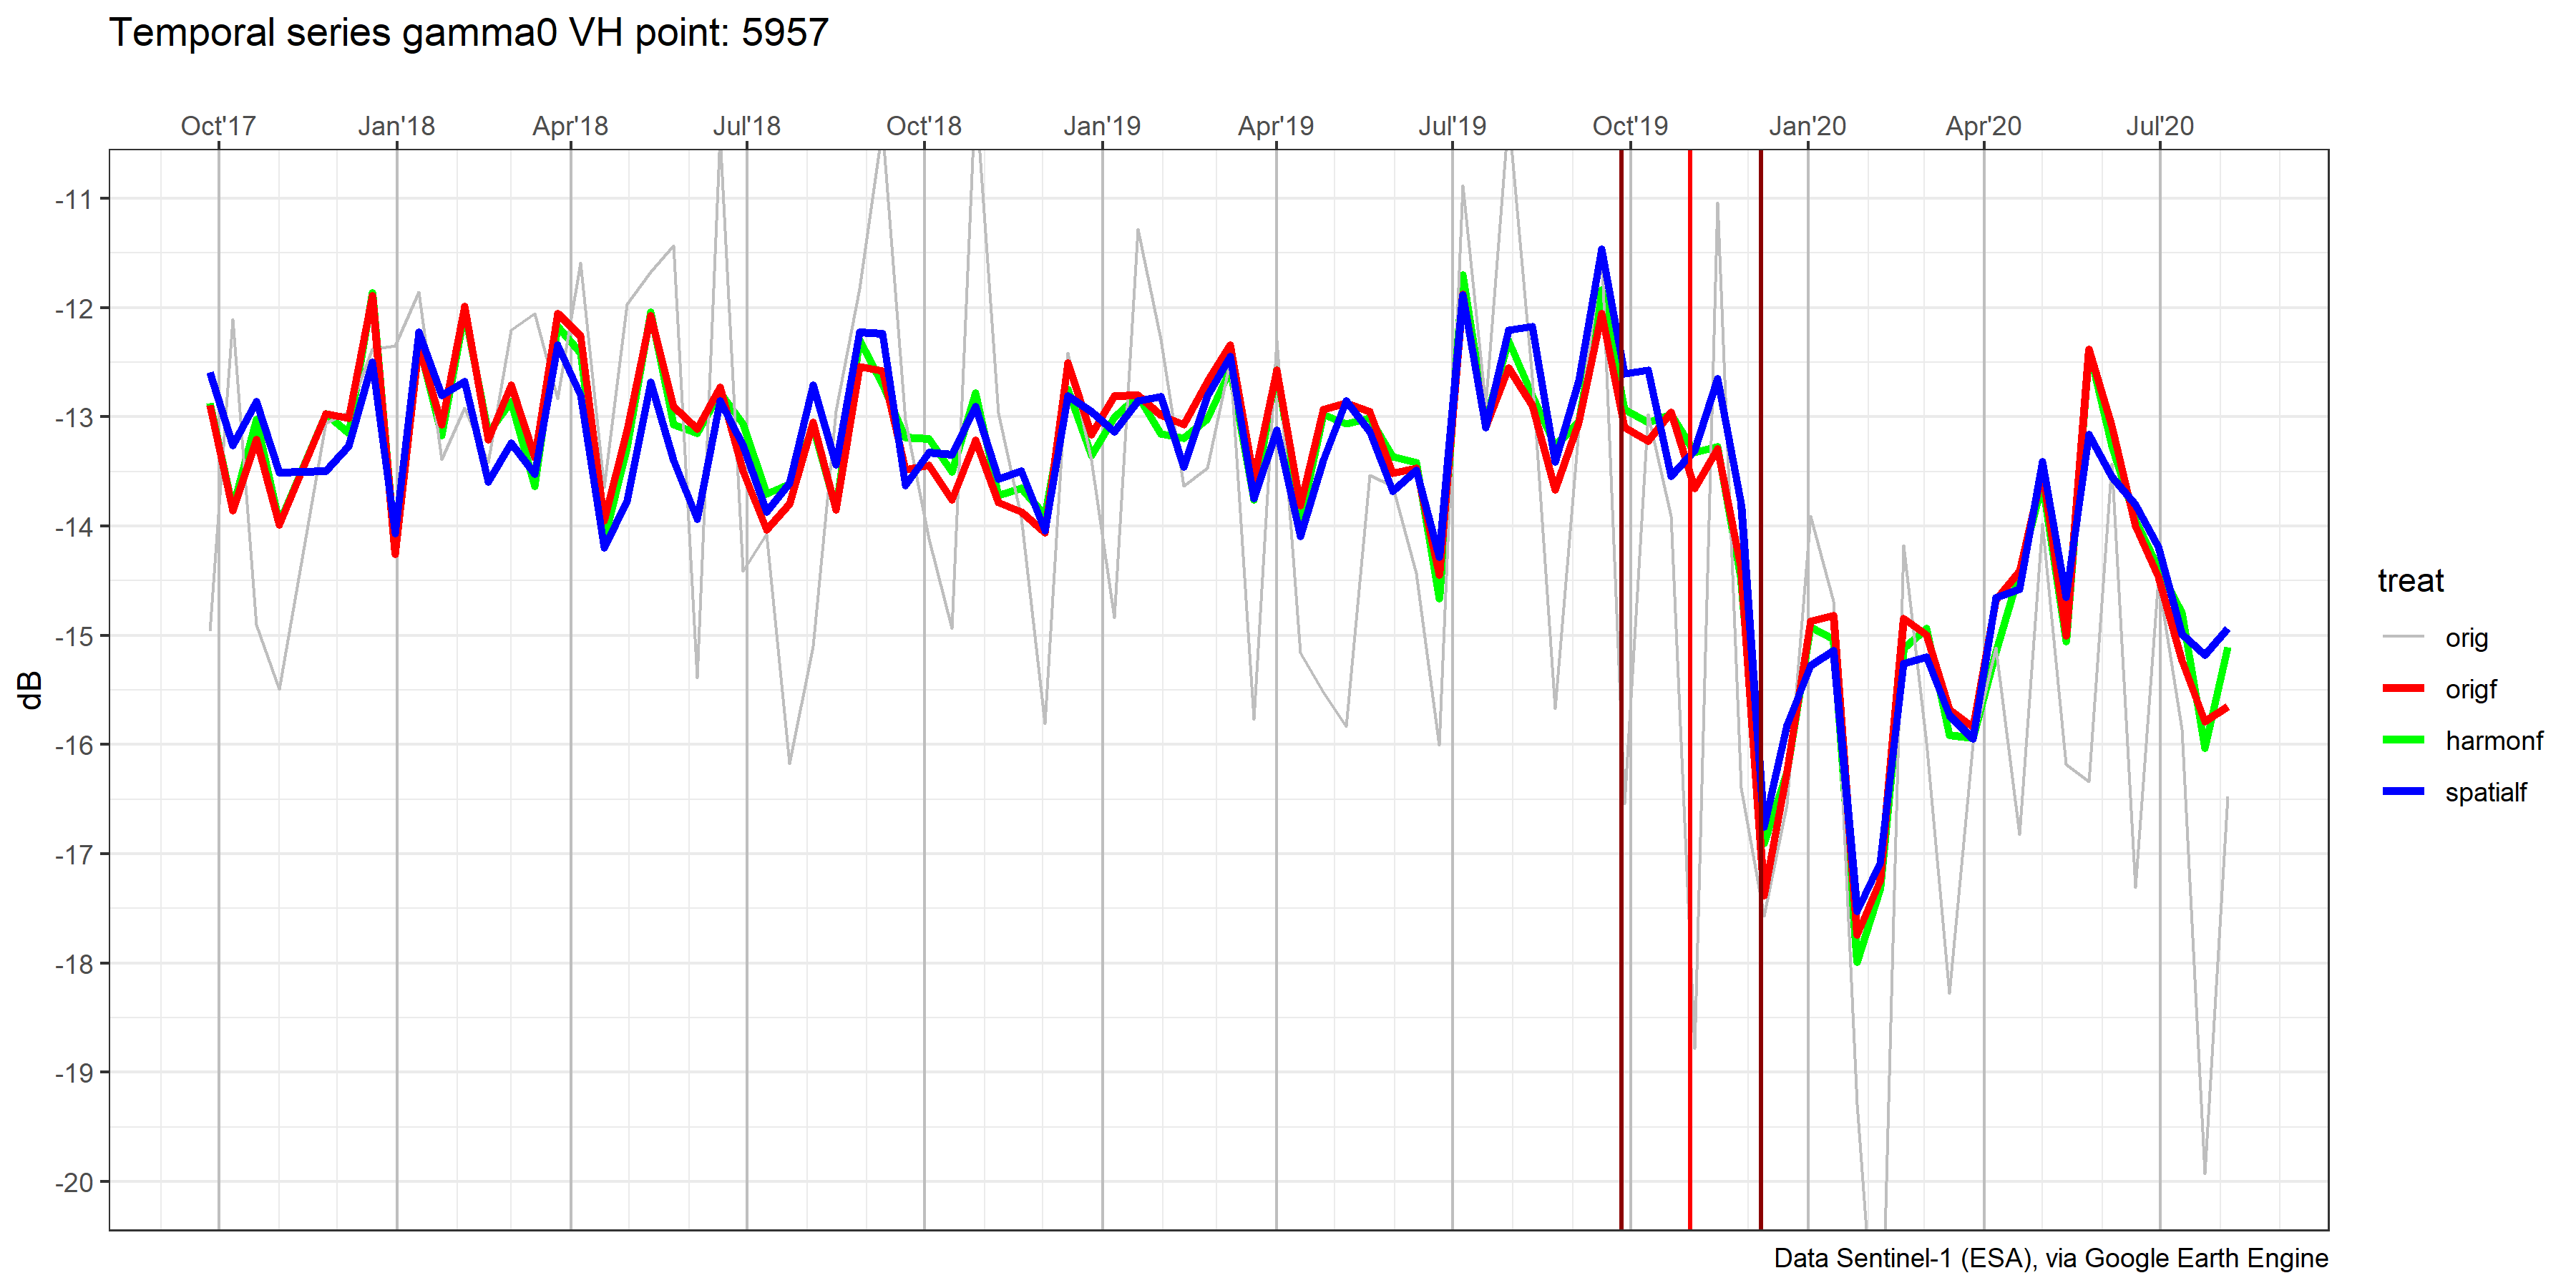 Temporal series gamma0 VH point: 5957
Oct'17 Jan'18 Apr'18 Jul'18 Oct'18 Jan'19 Apr'19 Jul'19 Oct'19 Jan'20 Apr'20 Jul'20
-11
-12
-13
-14
-15
-16
-17
-18
-19
-20
dB
treat
orig
origf
harmonf
spatialf
Data Sentinel-1 (ESA), via Google Earth Engine